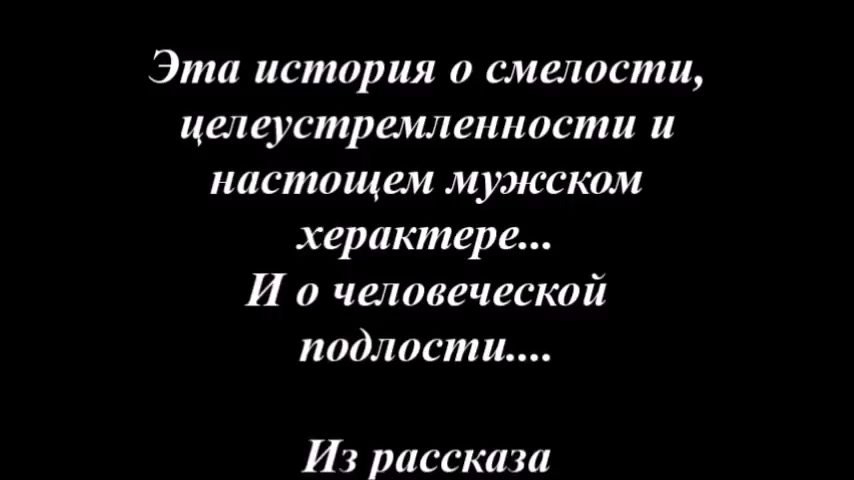 Эта история о смелости,
целеустремленности и
настощем мужском
херактере...
И о человеческой
подлости....
Из рассказа